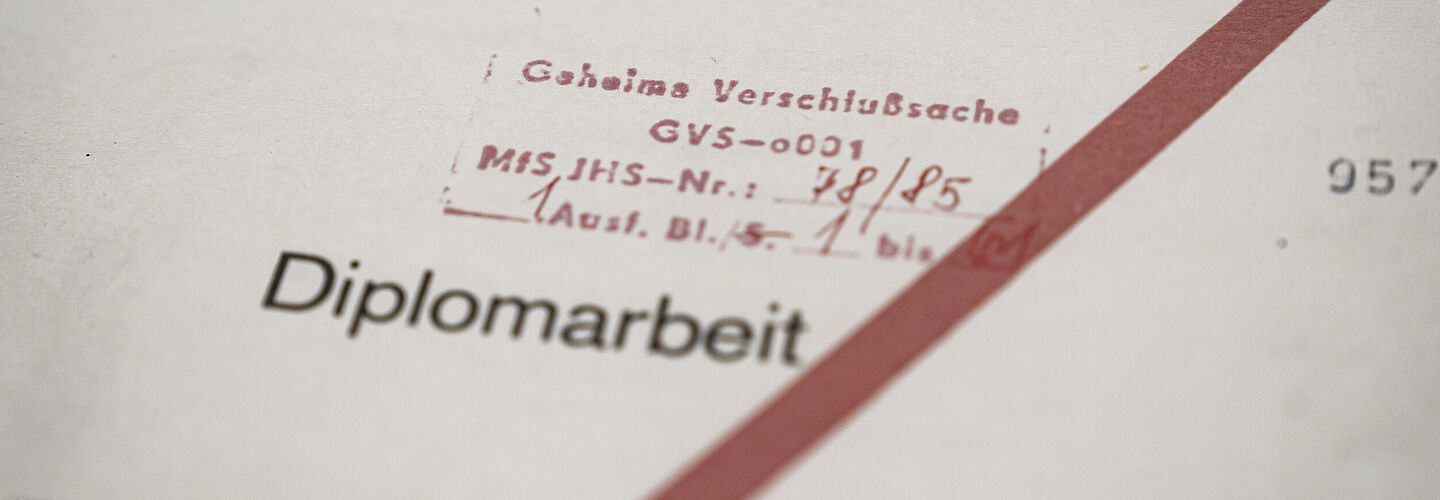 Geheime Verschlußsache
GVS-o001
MfS JHS-Nr.: 78/85
1 Ausf. Bl./S. 1 bis
957
Diplomarbeit